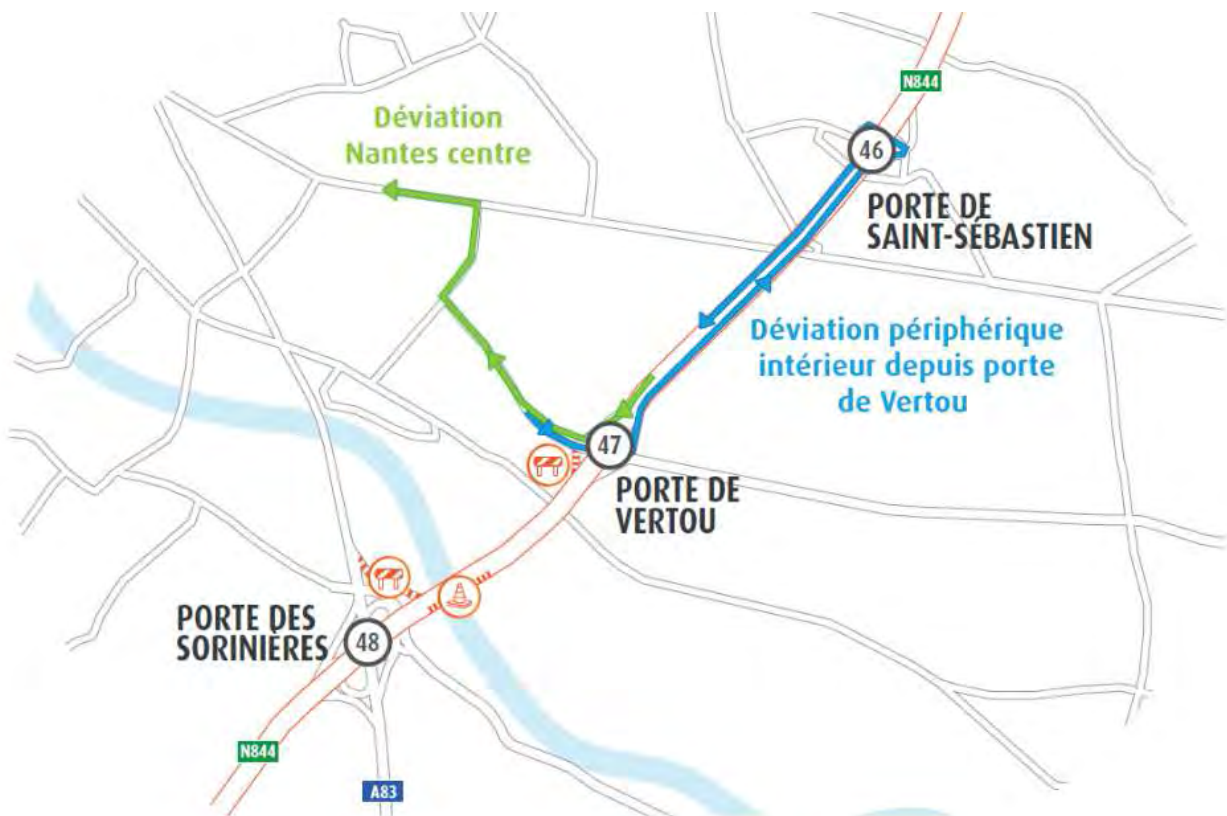 N844
Déviation
Nantes centre
46
PORTE DE
SAINT-SÉBASTIEN
Déviation périphérique
intérieur depuis porte
de Vertou
47
PORTE DE
VERTOU
PORTE DES
SORINIÈRES
48
N844
A83